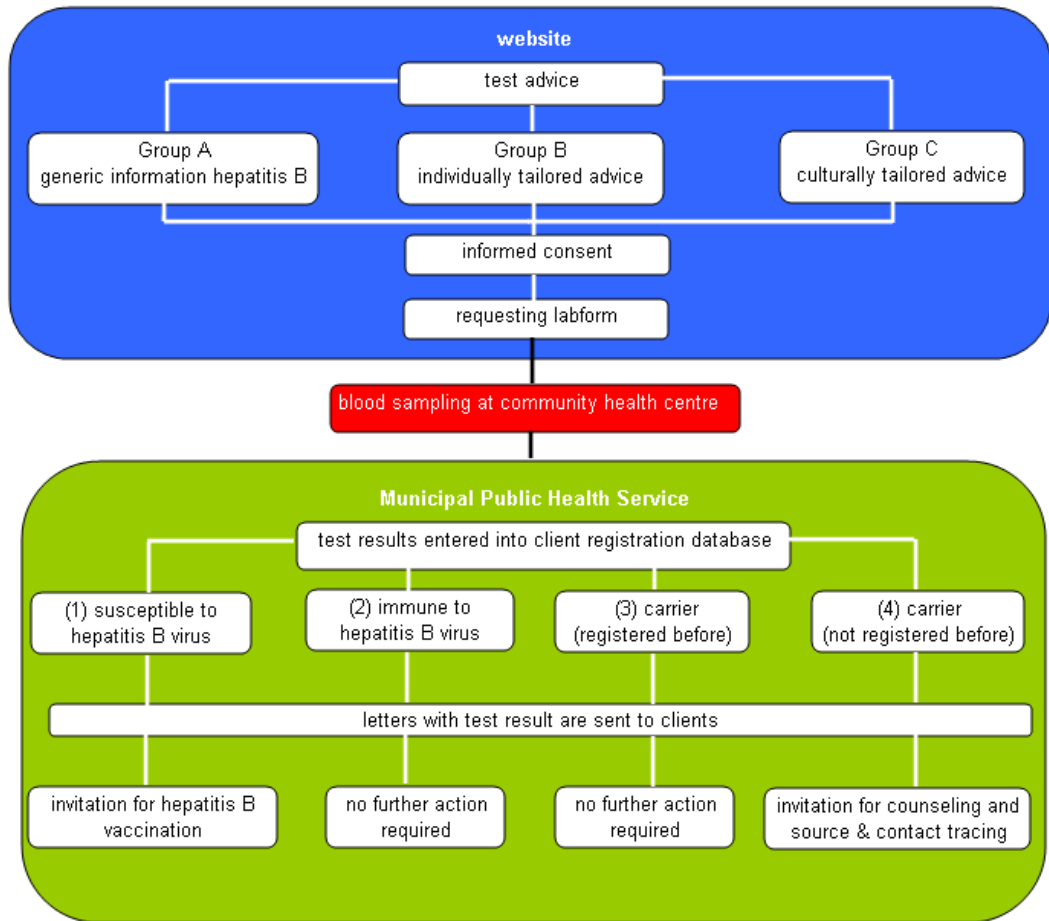 website
test advice
Group A
generic information hepatitis B
Group B
individually tailored advice
Group C
culturally tailored advice
informed consent
requesting labform
blood sampling at community health centre
Municipal Public Health Service
test results entered into client registration database
(1) susceptible to
hepatitis B virus
(2) immune to
hepatitis B virus
(3) carrier
(registered before)
(4) carrier
(not registered before)
letters with test result are sent to clients
invitation for hepatitis B
vaccination
no further action
required
no further action
required
invitation for counseling and
source & contact tracing